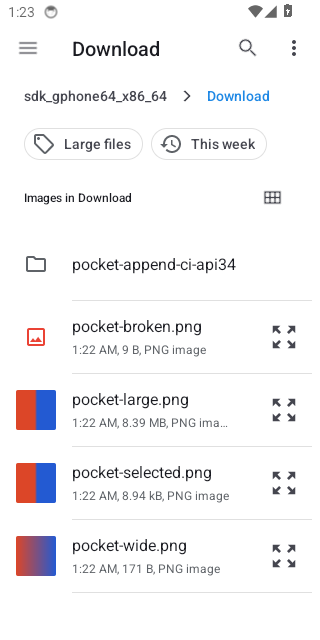 1:23
Download
sdk_gphone64_x86_64 > Download
Large files
This week
Images in Download
pocket-append-ci-api34
pocket-broken.png
1:22 AM, 9 B, PNG image
pocket-large.png
1:22 AM, 8.39 MB, PNG ima…
pocket-selected.png
1:22 AM, 8.94 kB, PNG image
pocket-wide.png
1:22 AM, 171 B, PNG image